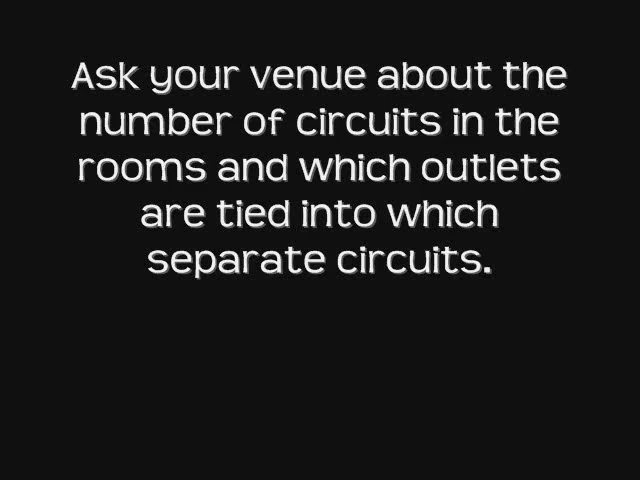 Ask your venue about the
number of circuits in the
rooms and which outlets
are tied into which
separate circuits.